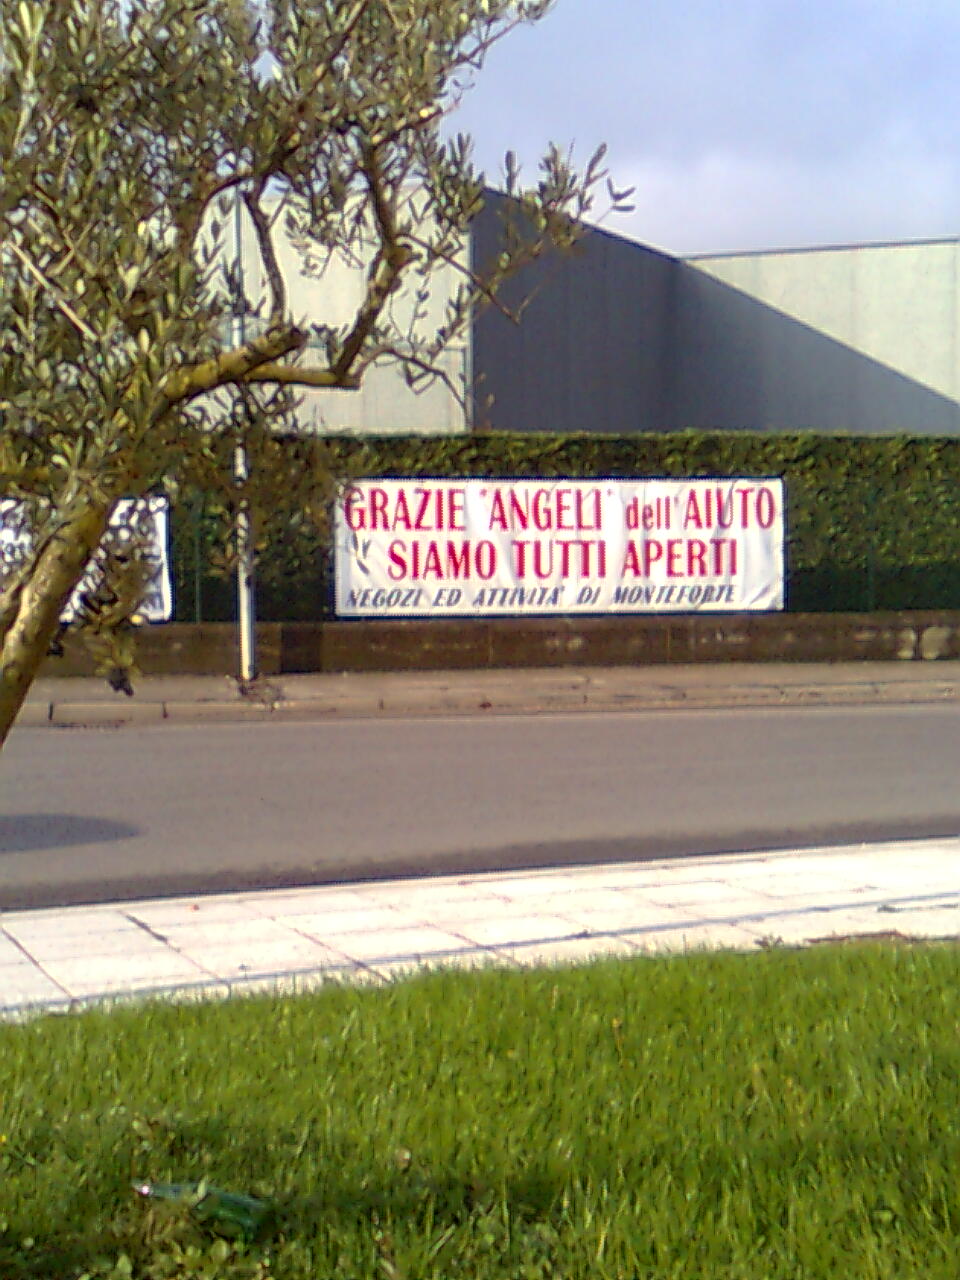 GRAZIE "ANGELI" dell'AIUTO
SIAMO TUTTI APERTI
NEGOZI ED ATTIVITA' DI MONTEFORTE